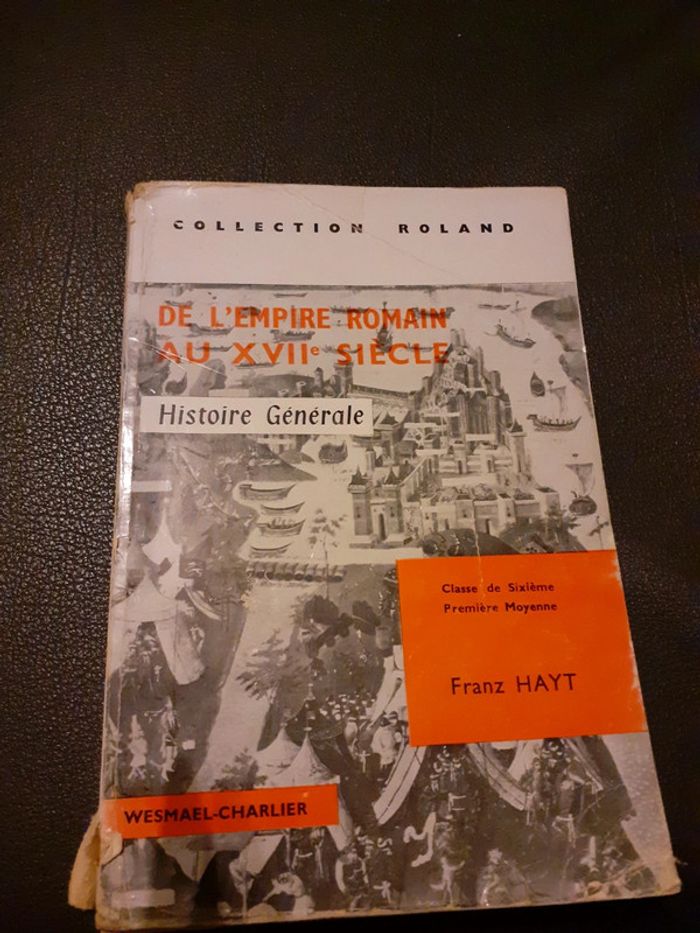 COLLECTION ROLAND
DE L'EMPIRE ROMAIN
AU XVIIe SIÈCLE
Histoire Générale
Classe de Sixième
Première Moyenne
Franz HAYT
WESMAEL-CHARLIER